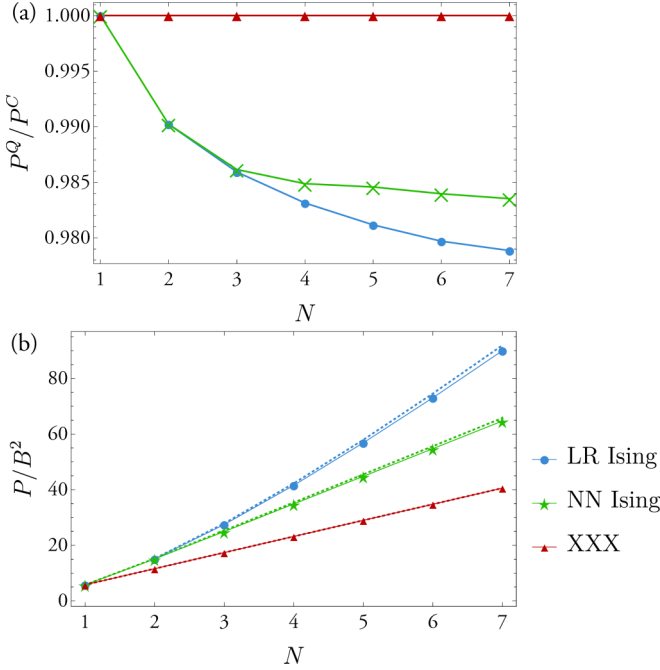 (a)
1.000
0.995
0.990
0.985
0.980
P^Q/P^C
1 2 3 4 5 6 7
N
(b)
80
60
40
20
0
P/B^2
1 2 3 4 5 6 7
N
LR Ising
NN Ising
XXX